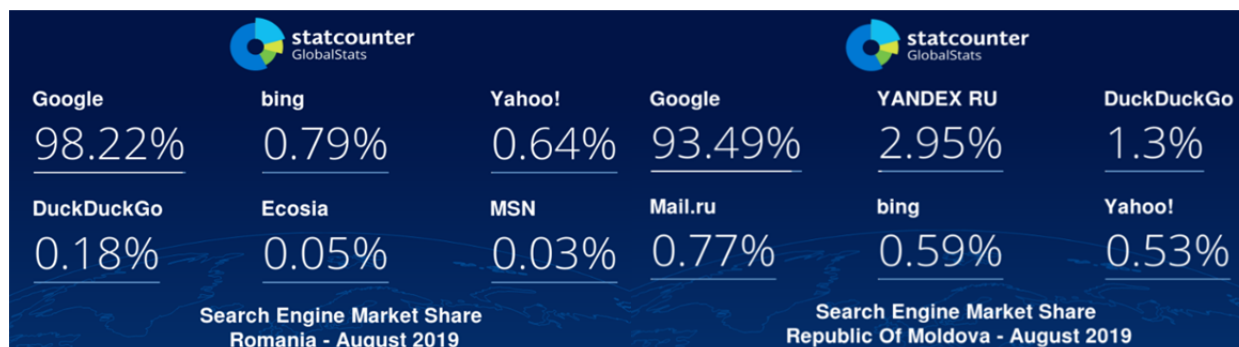 statcounter
GlobalStats
Google bing Yahoo!
98.22% 0.79% 0.64%
DuckDuckGo Ecosia MSN
0.18% 0.05% 0.03%
Search Engine Market Share
Romania - August 2019
statcounter
GlobalStats
Google YANDEX RU DuckDuckGo
93.49% 2.95% 1.3%
Mail.ru bing Yahoo!
0.77% 0.59% 0.53%
Search Engine Market Share
Republic Of Moldova - August 2019